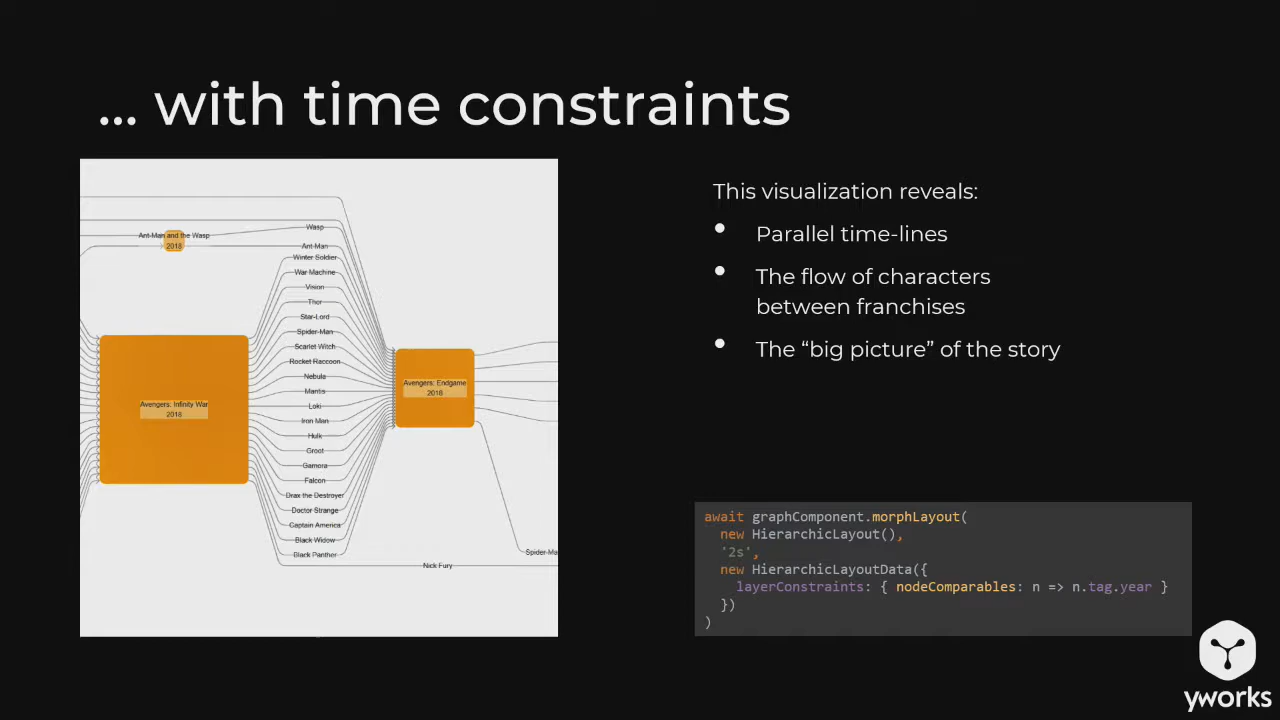 ... with time constraints
Ant-Man and the Wasp
2018
Wasp
Ant-Man
Winter Soldier
War Machine
Vision
Thor
Star-Lord
Spider-Man
Scarlet Witch
Rocket Raccoon
Nebula
Mantis
Loki
Iron Man
Hulk
Groot
Gamora
Falcon
Drax the Destroyer
Doctor Strange
Captain America
Black Widow
Black Panther
Nick Fury
Avengers: Infinity War
2018
Avengers: Endgame
2018
Spider-Ma
This visualization reveals:
• Parallel time-lines
• The flow of characters
between franchises
• The “big picture” of the story
await graphComponent.morphLayout(
new HierarchicLayout(),
'2s',
new HierarchicLayoutData({
layerConstraints: { nodeComparables: n => n.tag.year }
})
)
yworks